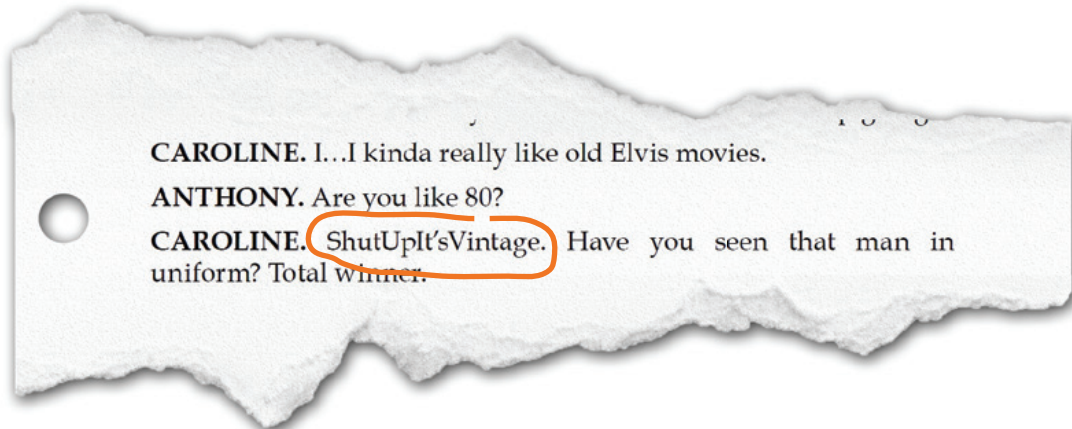 CAROLINE. I...I kinda really like old Elvis movies.
ANTHONY. Are you like 80?
CAROLINE. ShutUpIt'sVintage. Have you seen that man in
uniform? Total winner.